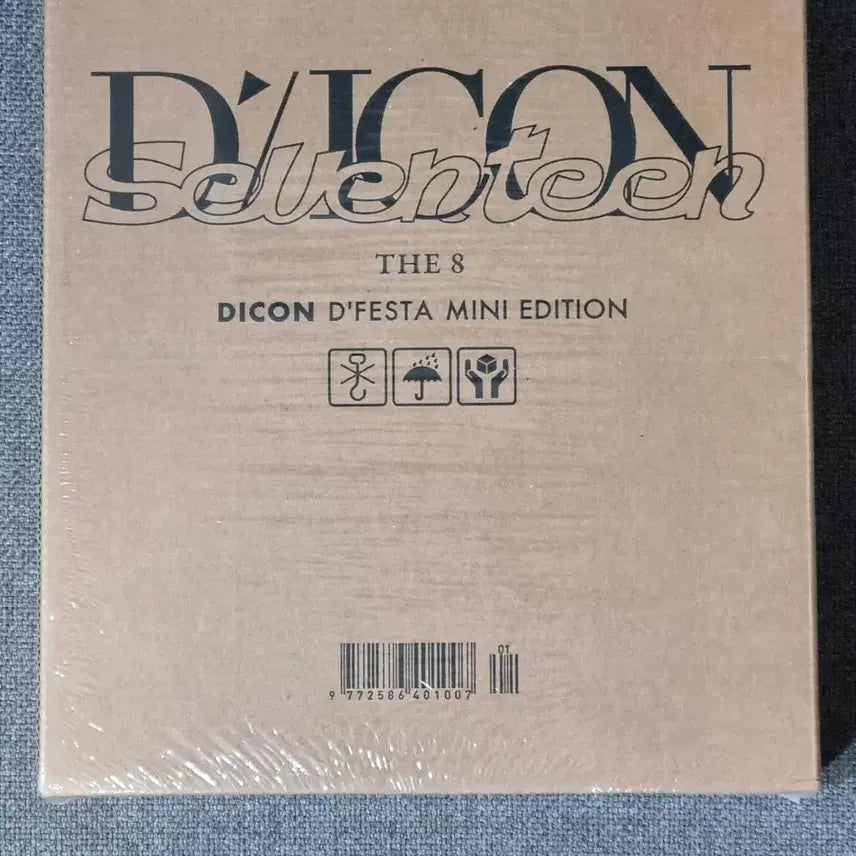 D'/ICON
Seventeen
THE 8
DICON D'FESTA MINI EDITION
01
9 772586 401007